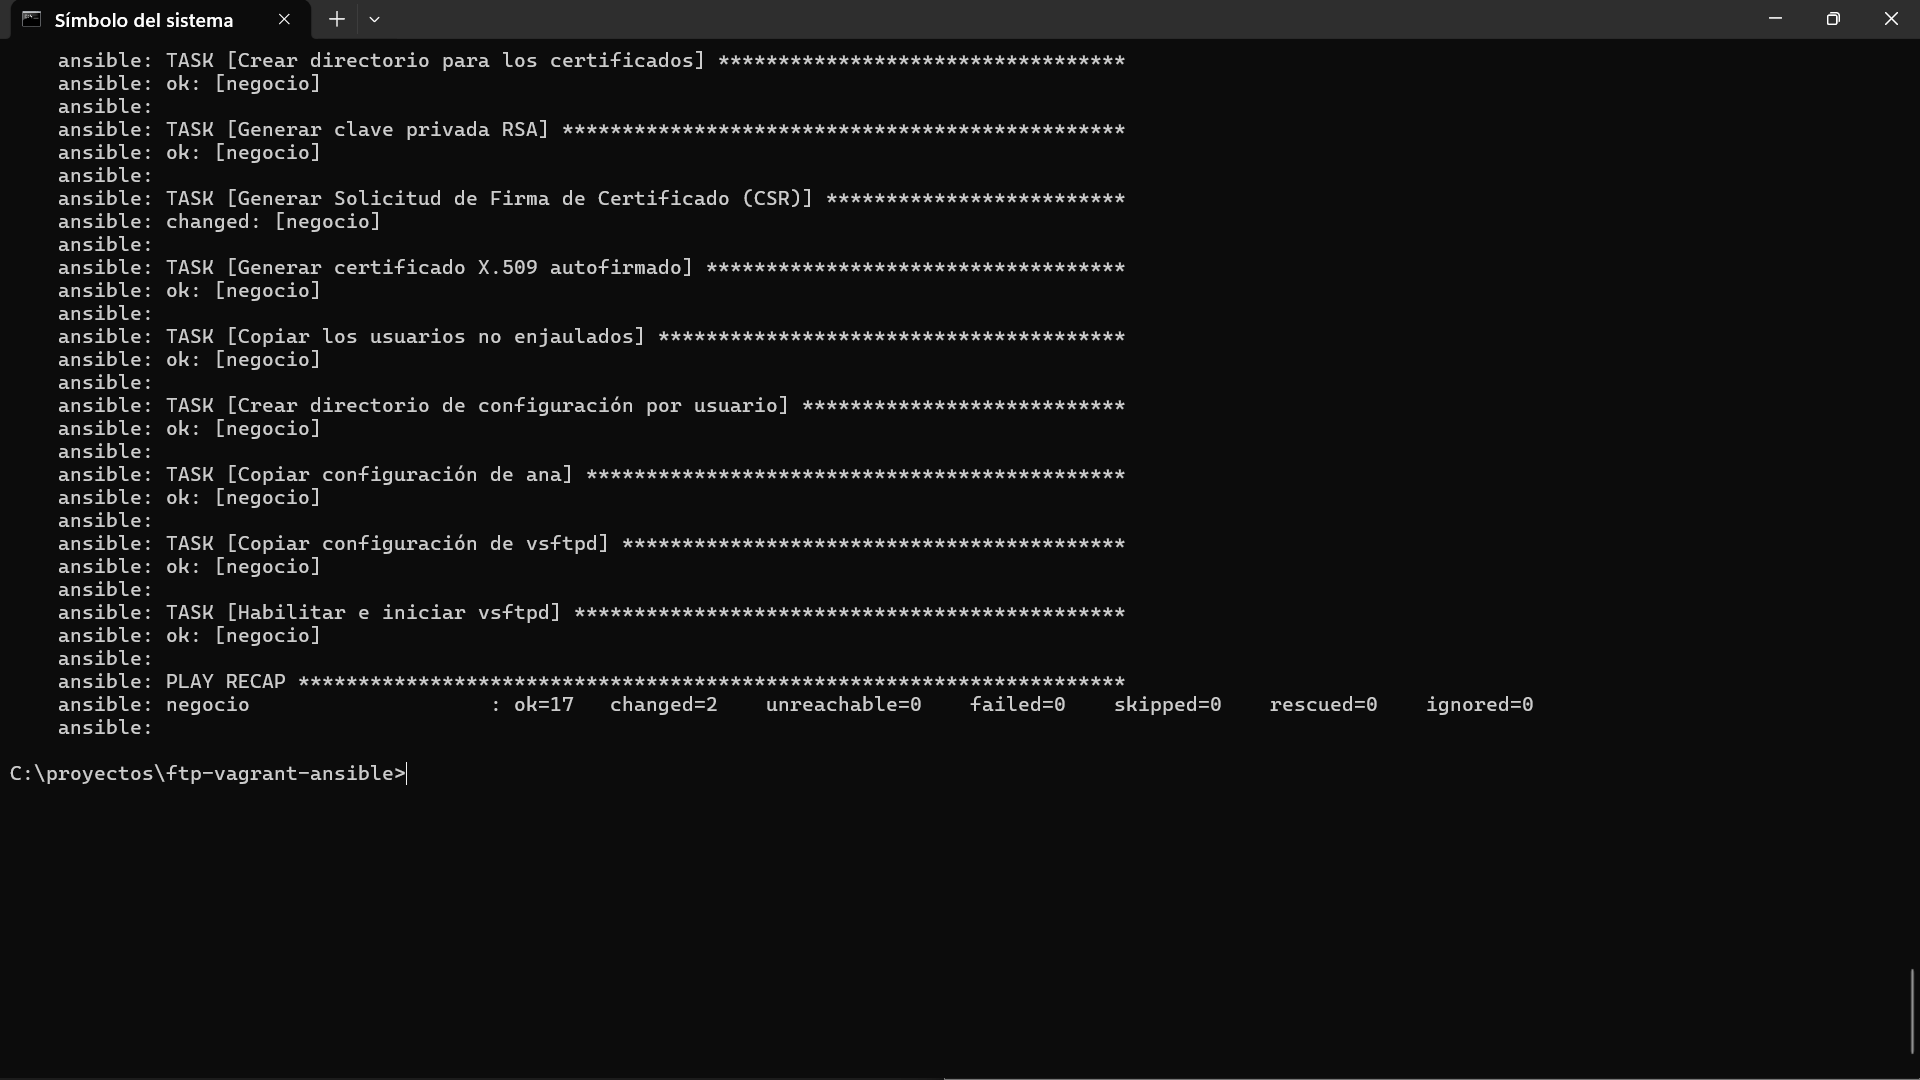 Símbolo del sistema
ansible: TASK [Crear directorio para los certificados] **********************************
ansible: ok: [negocio]
ansible:
ansible: TASK [Generar clave privada RSA] ***********************************************
ansible: ok: [negocio]
ansible:
ansible: TASK [Generar Solicitud de Firma de Certificado (CSR)] *************************
ansible: changed: [negocio]
ansible:
ansible: TASK [Generar certificado X.509 autofirmado] ***********************************
ansible: ok: [negocio]
ansible:
ansible: TASK [Copiar los usuarios no enjaulados] ***************************************
ansible: ok: [negocio]
ansible:
ansible: TASK [Crear directorio de configuración por usuario] ***************************
ansible: ok: [negocio]
ansible:
ansible: TASK [Copiar configuración de ana] *********************************************
ansible: ok: [negocio]
ansible:
ansible: TASK [Copiar configuración de vsftpd] ******************************************
ansible: ok: [negocio]
ansible:
ansible: TASK [Habilitar e iniciar vsftpd] **********************************************
ansible: ok: [negocio]
ansible:
ansible: PLAY RECAP *********************************************************************
ansible: negocio                    : ok=17   changed=2    unreachable=0    failed=0    skipped=0    rescued=0    ignored=0
ansible:
C:\proyectos\ftp-vagrant-ansible>